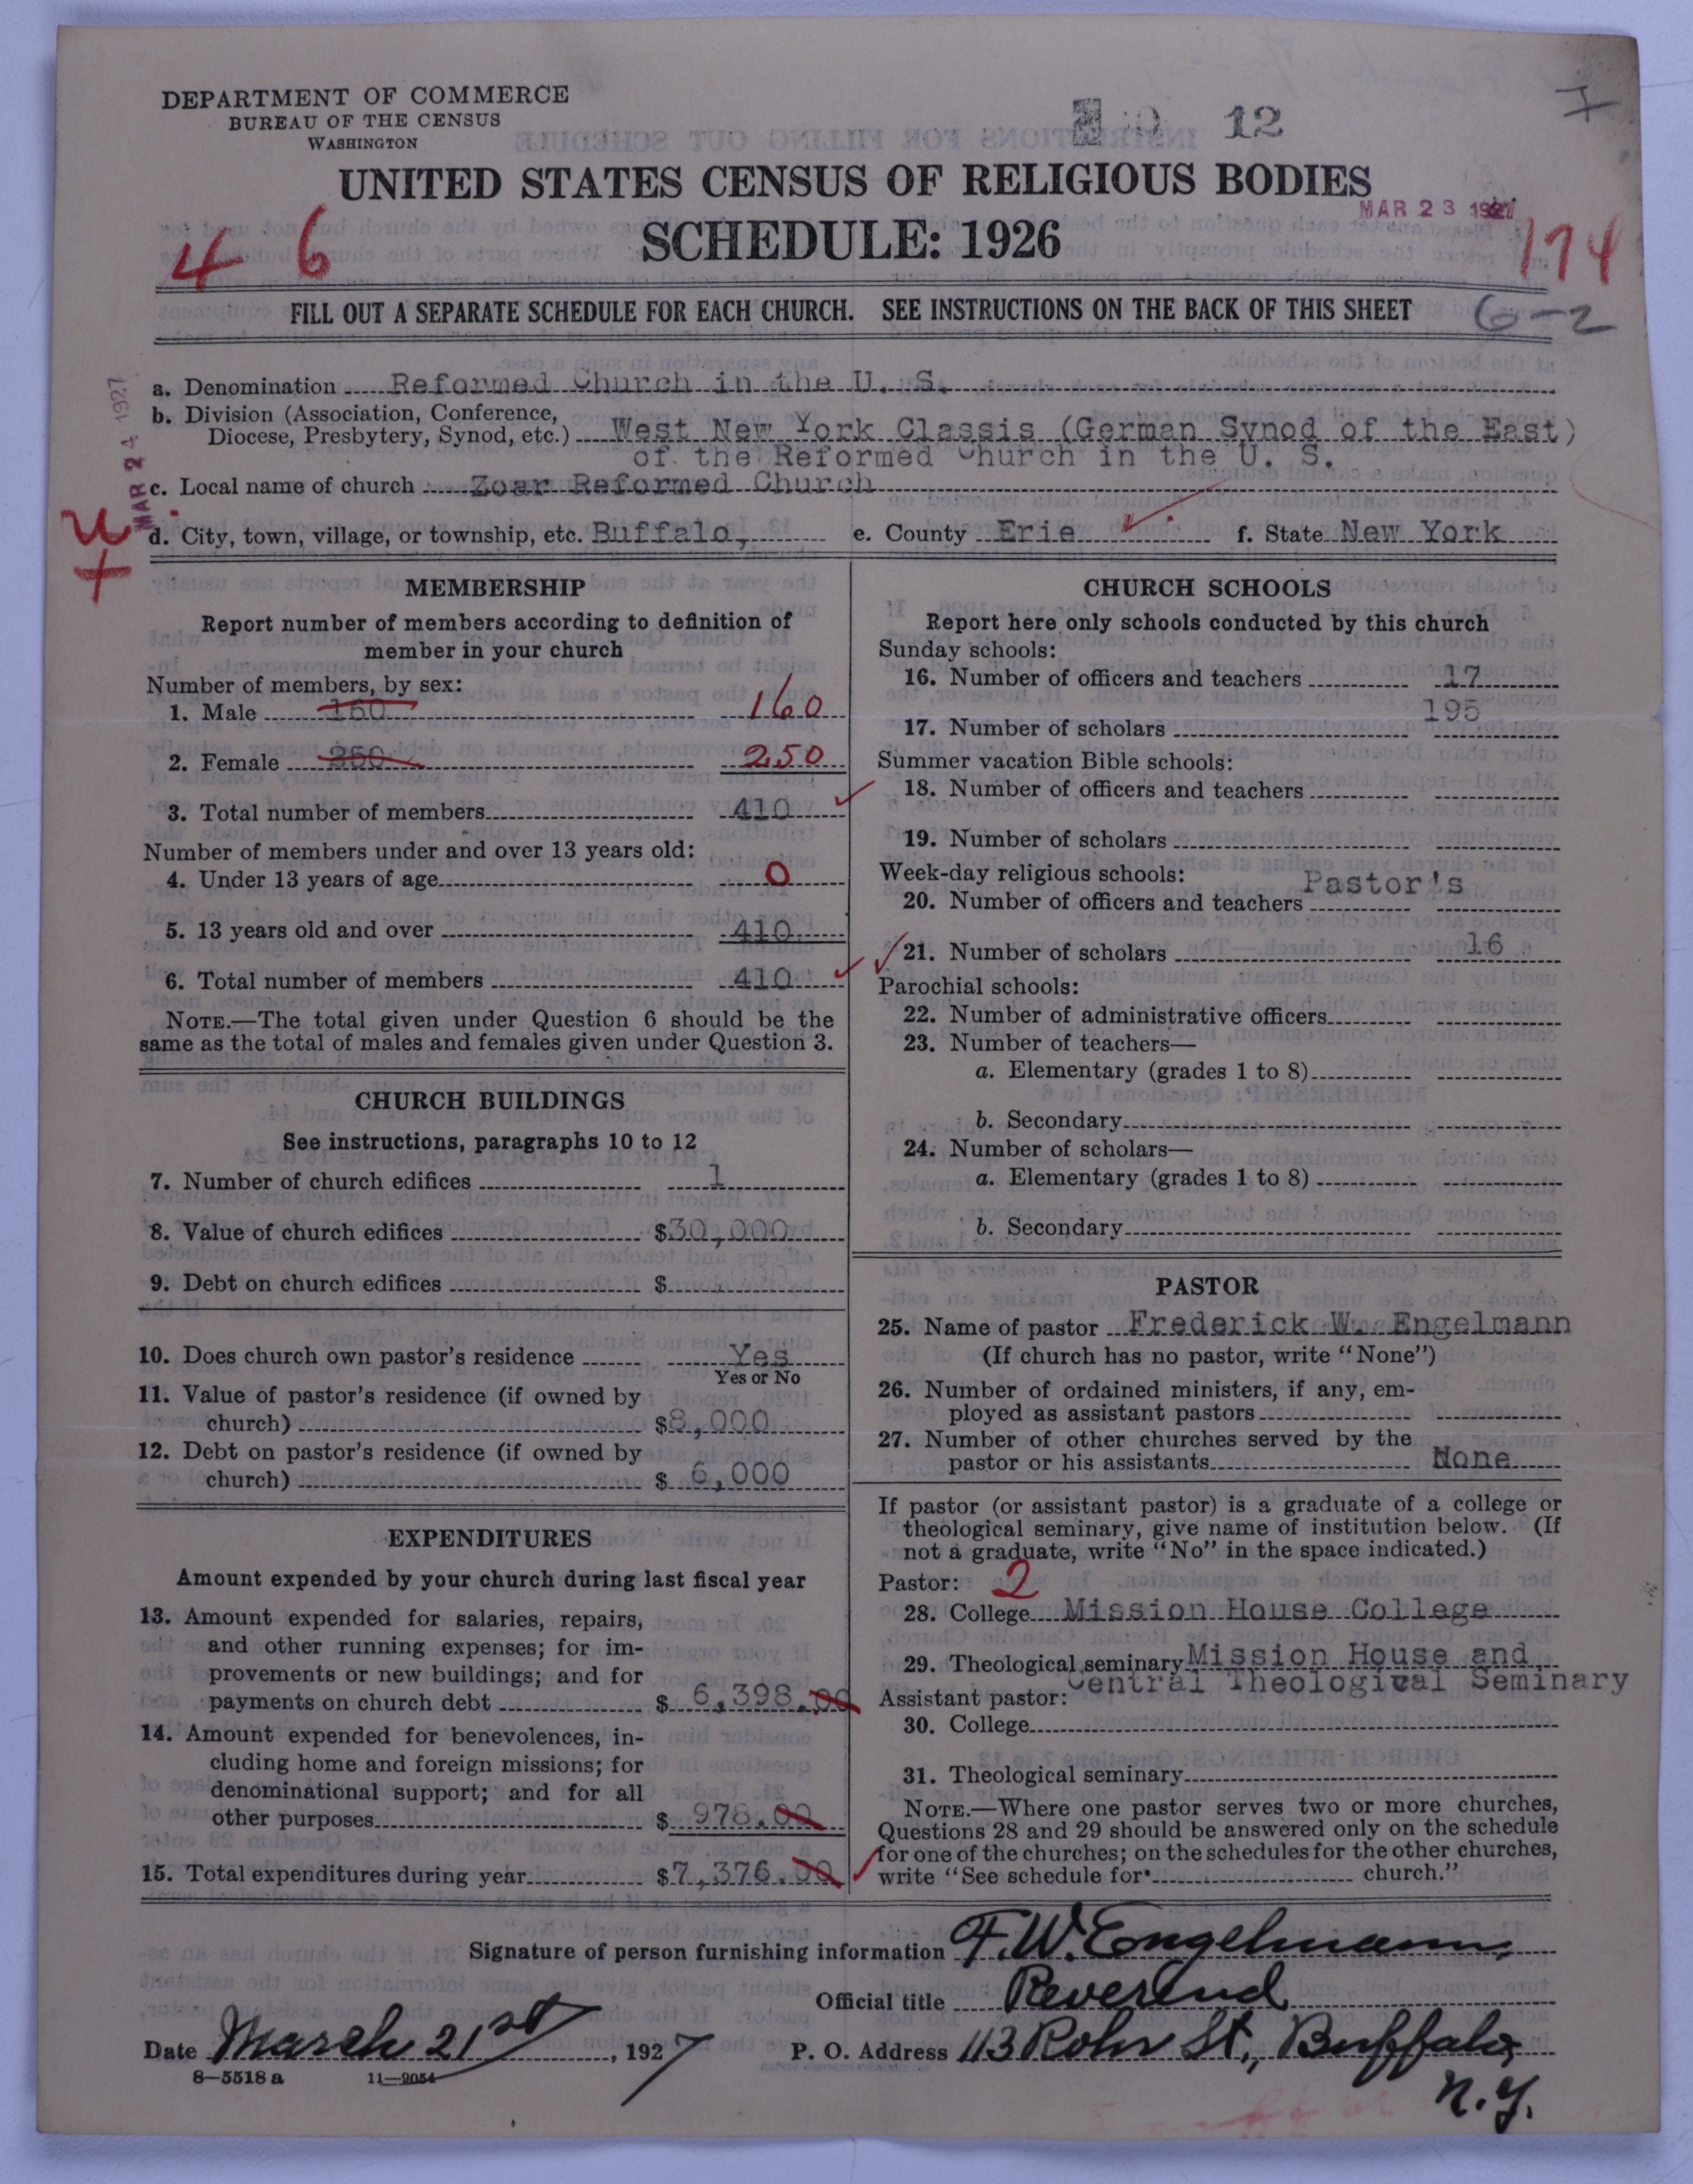 DEPARTMENT OF COMMERCE
BUREAU OF THE CENSUS
WASHINGTON
12
UNITED STATES CENSUS OF RELIGIOUS BODIES
MAR 23 1927
SCHEDULE: 1926
4 6
174
FILL OUT A SEPARATE SCHEDULE FOR EACH CHURCH. SEE INSTRUCTIONS ON THE BACK OF THIS SHEET
6-2
MAR 24 1927
a. Denomination Reformed Church in the U. S.
b. Division (Association, Conference,
Diocese, Presbytery, Synod, etc.) West New York Classis (German Synod of the East)
of the Reformed Church in the U. S.
c. Local name of church Zoar Reformed Church
d. City, town, village, or township, etc. Buffalo, e. County Erie f. State New York
MEMBERSHIP
Report number of members according to definition of
member in your church
Number of members, by sex:
1. Male 160 160
2. Female 250 250
3. Total number of members 410
Number of members under and over 13 years old:
4. Under 13 years of age 0
5. 13 years old and over 410
6. Total number of members 410
NOTE.—The total given under Question 6 should be the
same as the total of males and females given under Question 3.
CHURCH BUILDINGS
See instructions, paragraphs 10 to 12
7. Number of church edifices 1
8. Value of church edifices $30,000
9. Debt on church edifices $
10. Does church own pastor's residence Yes
Yes or No
11. Value of pastor's residence (if owned by
church) $8,000
12. Debt on pastor's residence (if owned by
church) $ 6,000
EXPENDITURES
Amount expended by your church during last fiscal year
13. Amount expended for salaries, repairs,
and other running expenses; for im-
provements or new buildings; and for
payments on church debt $ 6,398.00
14. Amount expended for benevolences, in-
cluding home and foreign missions; for
denominational support; and for all
other purposes $ 978.00
15. Total expenditures during year $7,376.00
CHURCH SCHOOLS
Report here only schools conducted by this church
Sunday schools:
16. Number of officers and teachers 17
17. Number of scholars 195
Summer vacation Bible schools:
18. Number of officers and teachers
19. Number of scholars
Week-day religious schools:
20. Number of officers and teachers Pastor's
21. Number of scholars 16
Parochial schools:
22. Number of administrative officers
23. Number of teachers—
a. Elementary (grades 1 to 8)
b. Secondary
24. Number of scholars—
a. Elementary (grades 1 to 8)
b. Secondary
PASTOR
25. Name of pastor Frederick W. Engelmann
(If church has no pastor, write "None")
26. Number of ordained ministers, if any, em-
ployed as assistant pastors
27. Number of other churches served by the
pastor or his assistants None
If pastor (or assistant pastor) is a graduate of a college or
theological seminary, give name of institution below. (If
not a graduate, write "No" in the space indicated.)
Pastor: 2
28. College Mission House College
29. Theological seminary Mission House and
Central Theological Seminary
Assistant pastor:
30. College
31. Theological seminary
NOTE.—Where one pastor serves two or more churches,
Questions 28 and 29 should be answered only on the schedule
for one of the churches; on the schedules for the other churches,
write "See schedule for church."
Signature of person furnishing information F. W. Engelmann,
Official title Reverend
Date March 21st, 1927 P. O. Address 113 Rohr St., Buffalo,
N.Y.
8—5518 a 11—9054